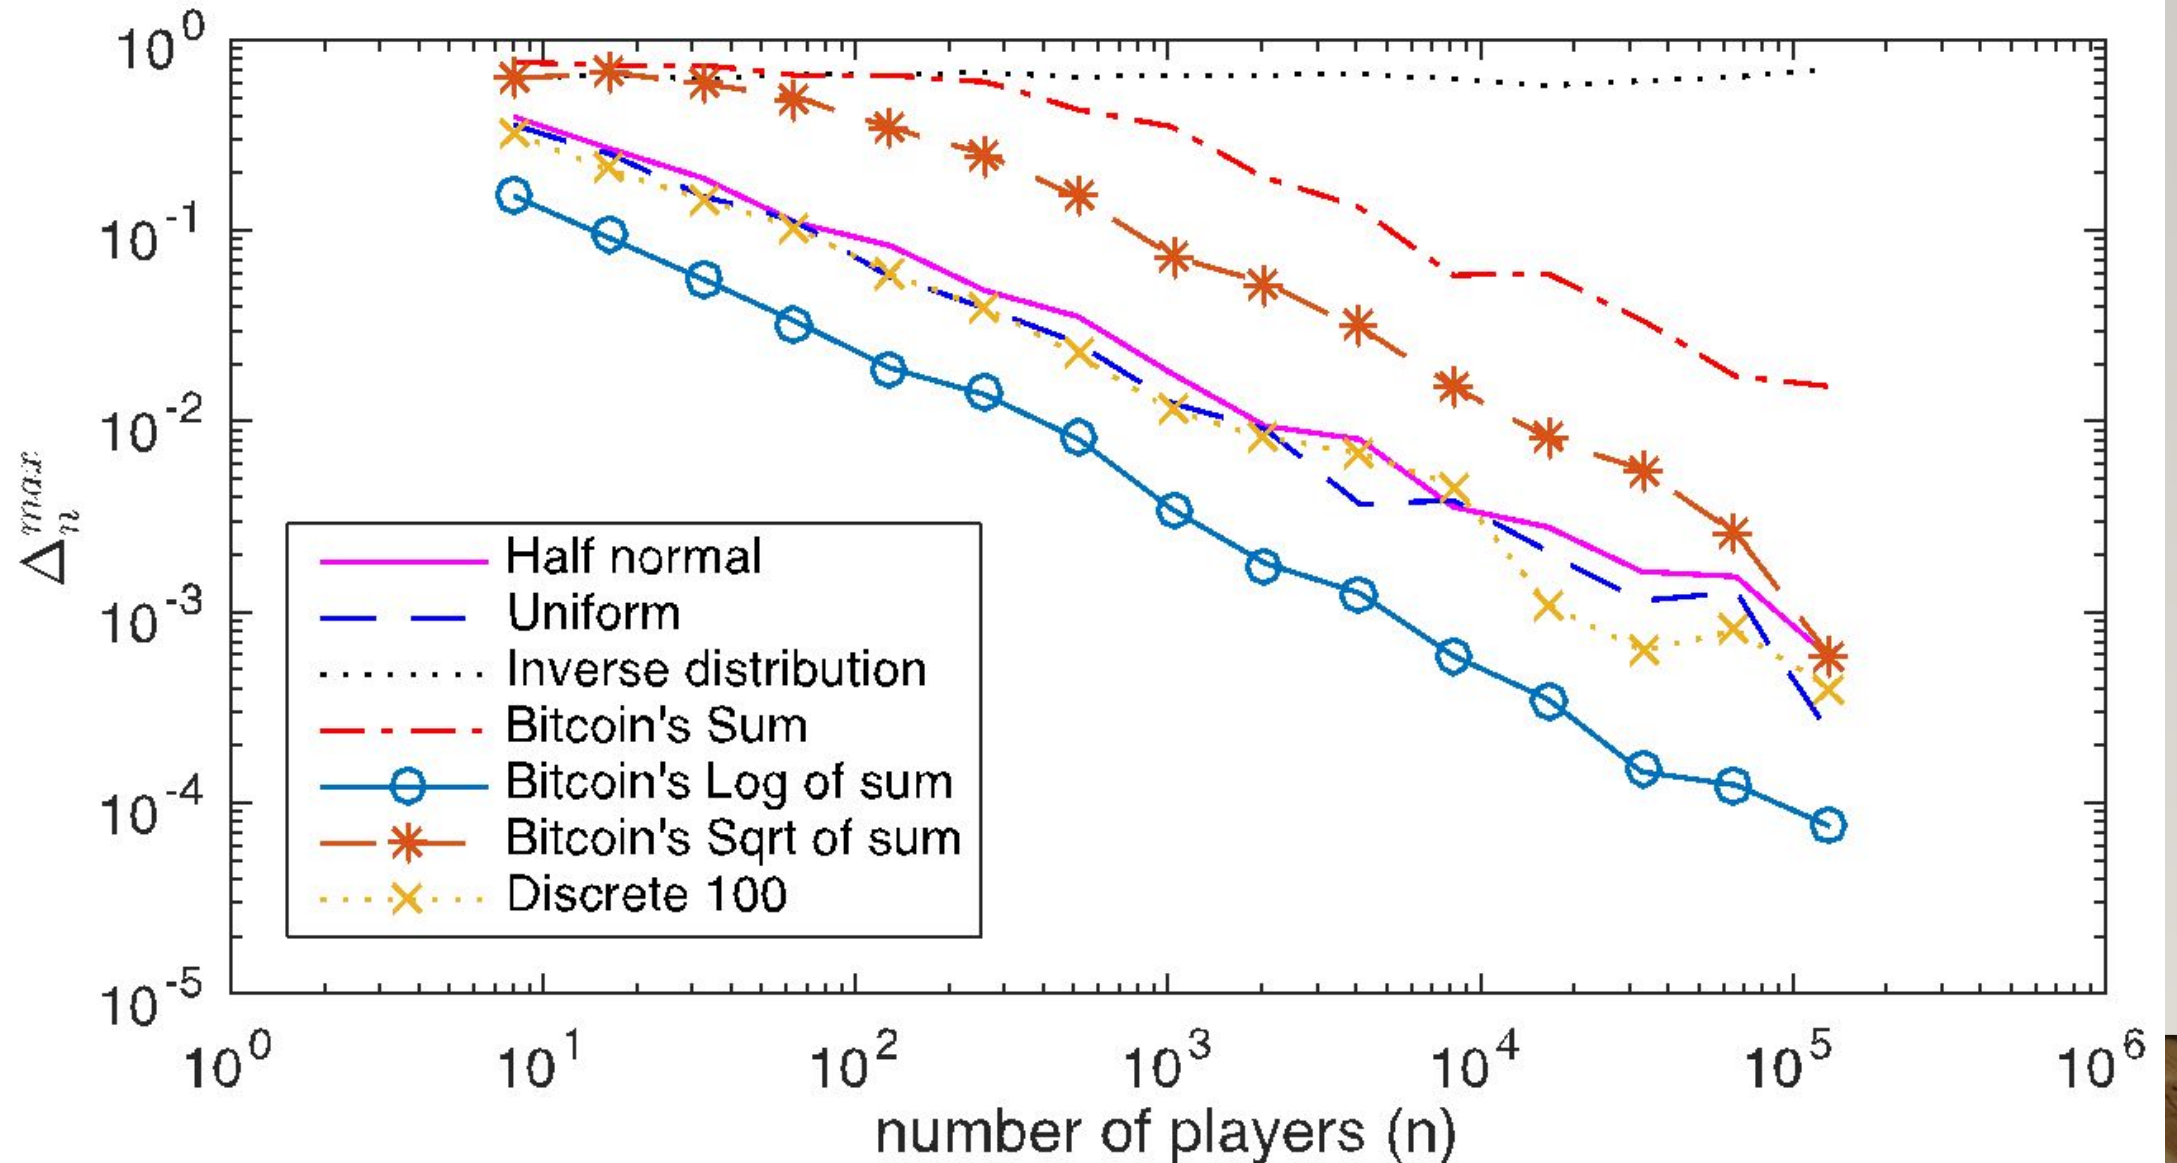 10^0
10^-1
10^-2
10^-3
10^-4
10^-5
Δ_n^max
Half normal
Uniform
Inverse distribution
Bitcoin's Sum
Bitcoin's Log of sum
Bitcoin's Sqrt of sum
Discrete 100
10^0 10^1 10^2 10^3 10^4 10^5 10^6
number of players (n)